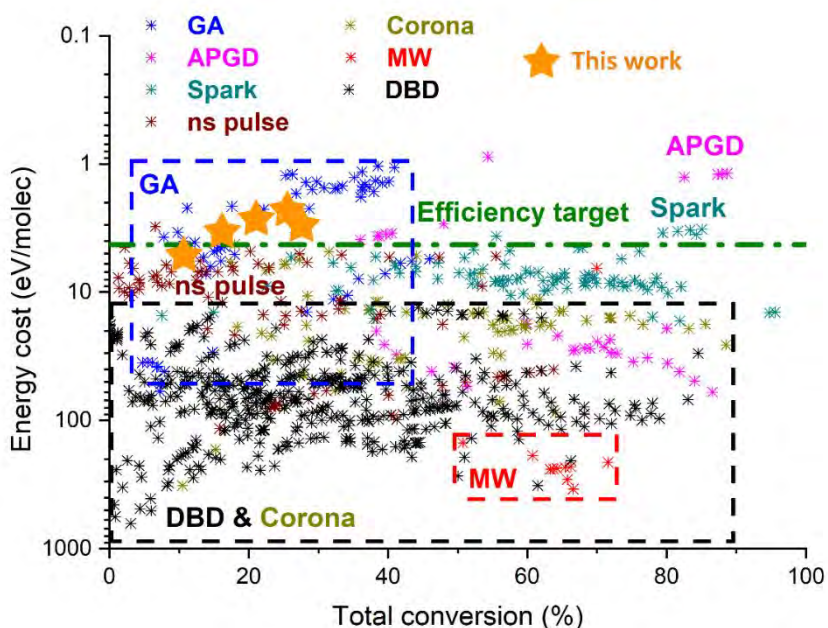 GA
Corona
APGD
MW
This work
Spark
DBD
ns pulse
0.1
1
10
100
1000
Energy cost (eV/molec)
APGD
GA
Efficiency target
Spark
ns pulse
MW
DBD & Corona
0
20
40
60
80
100
Total conversion (%)